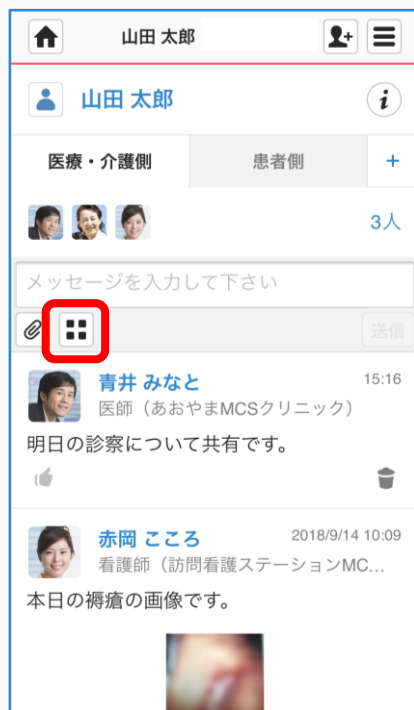 山田 太郎
山田 太郎
i
医療・介護側 患者側 +
3人
メッセージを入力して下さい
送信
青井 みなと 15:16
医師（あおやまMCSクリニック）
明日の診察について共有です。
赤岡 こころ 2018/9/14 10:09
看護師（訪問看護ステーションMC...
本日の褥瘡の画像です。